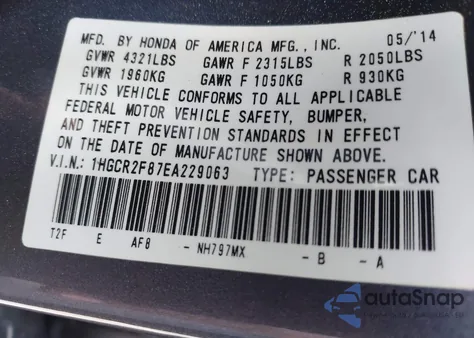 MFD. BY HONDA OF AMERICA MFG., INC. 05/'14
GVWR 4321LBS GAWR F 2315LBS R 2050LBS
GVWR 1960KG GAWR F 1050KG R 930KG
THIS VEHICLE CONFORMS TO ALL APPLICABLE
FEDERAL MOTOR VEHICLE SAFETY, BUMPER,
AND THEFT PREVENTION STANDARDS IN EFFECT
ON THE DATE OF MANUFACTURE SHOWN ABOVE.
V.I.N.: 1HGCR2F87EA229063 TYPE: PASSENGER CAR
T2F E AF8 - NH797MX - B - A
autoSnap